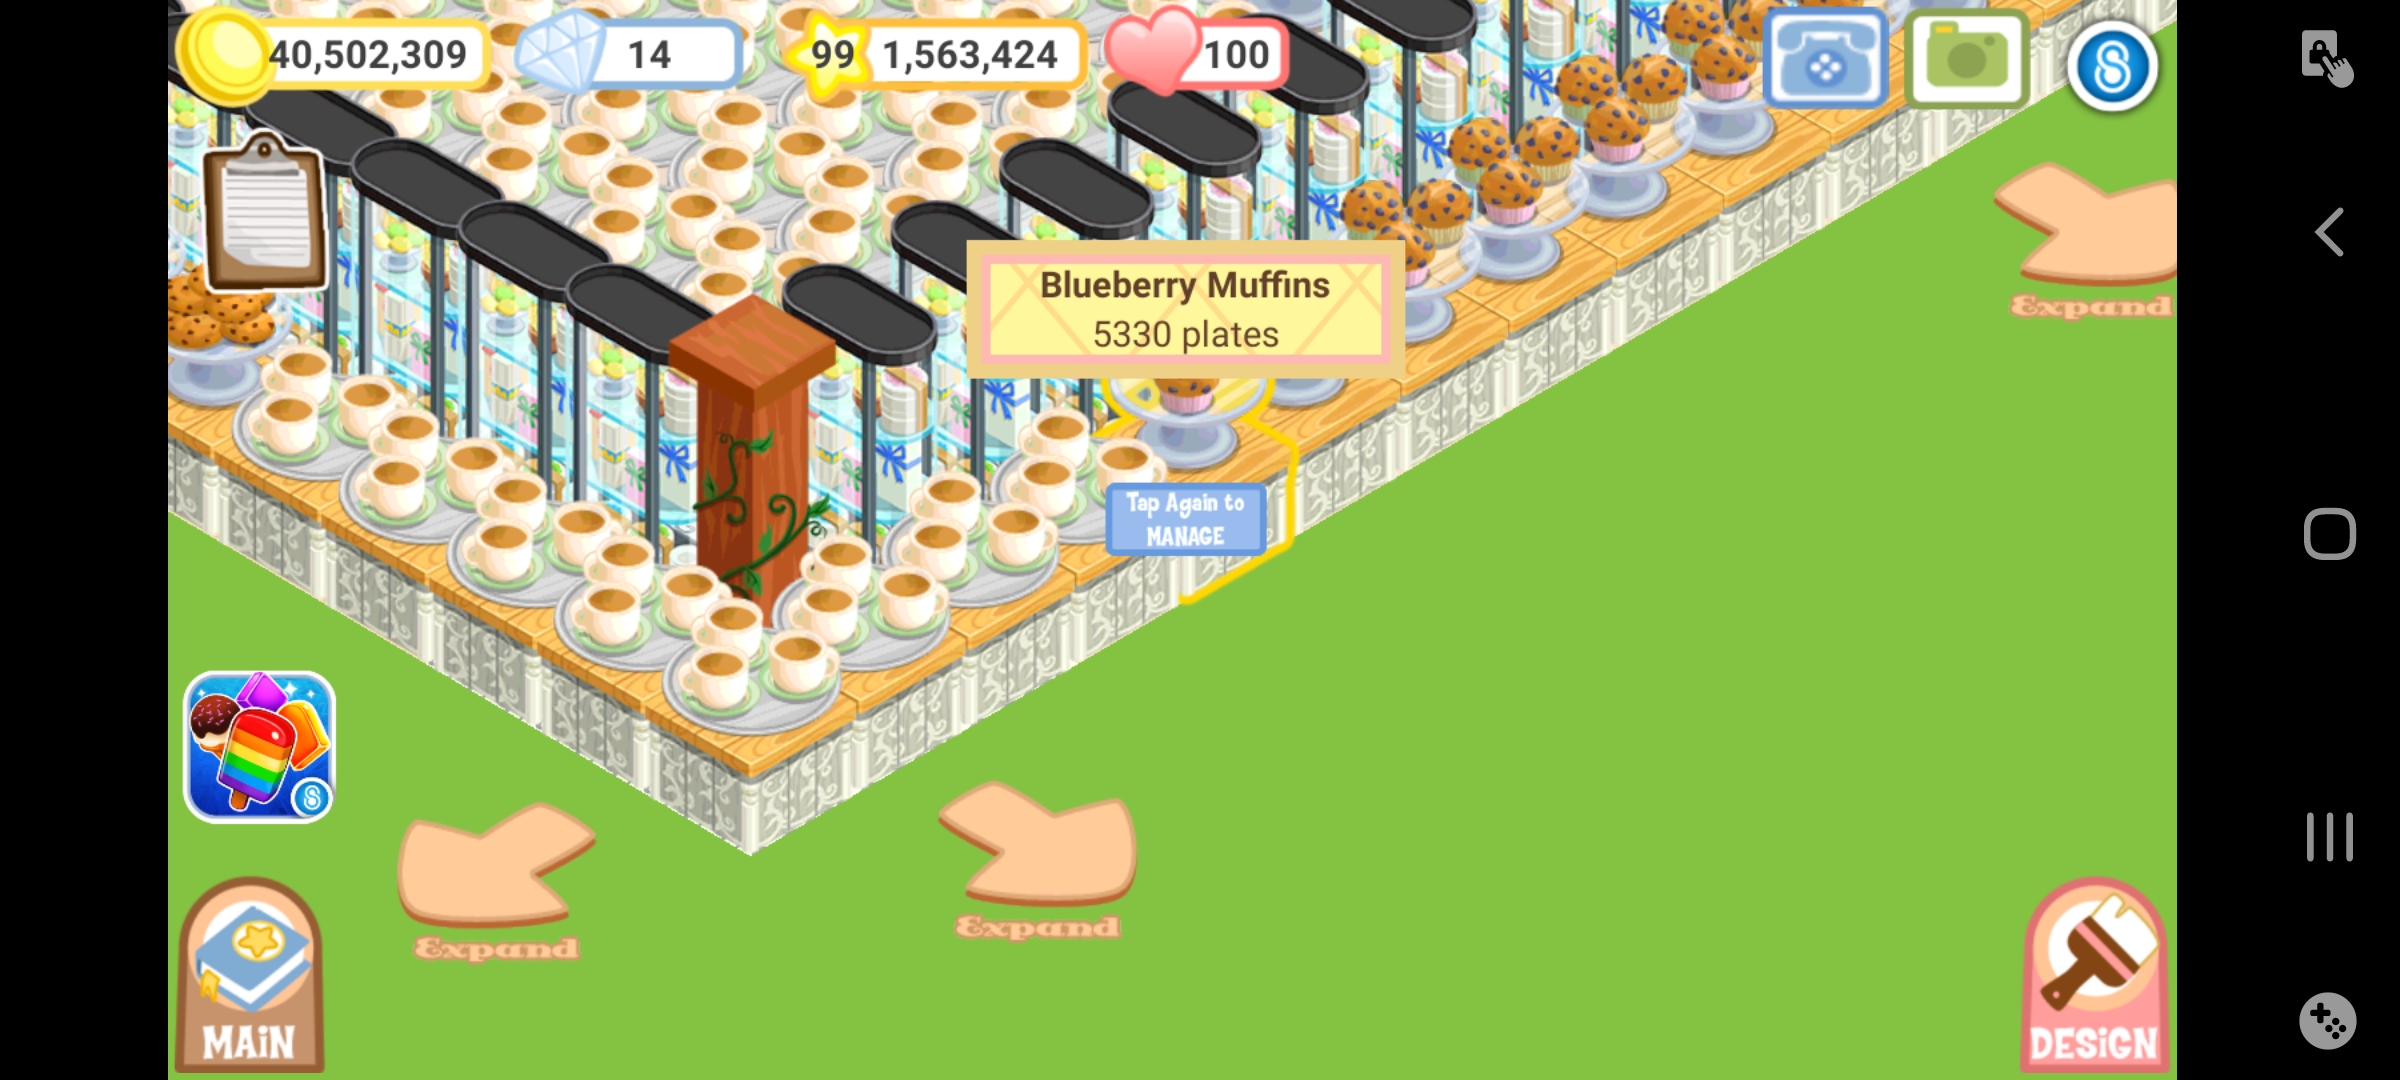 40,502,309
14
99
1,563,424
100
Blueberry Muffins
5330 plates
Expand
Tap Again to
MANAGE
Expand
Expand
MAiN
DESiGN